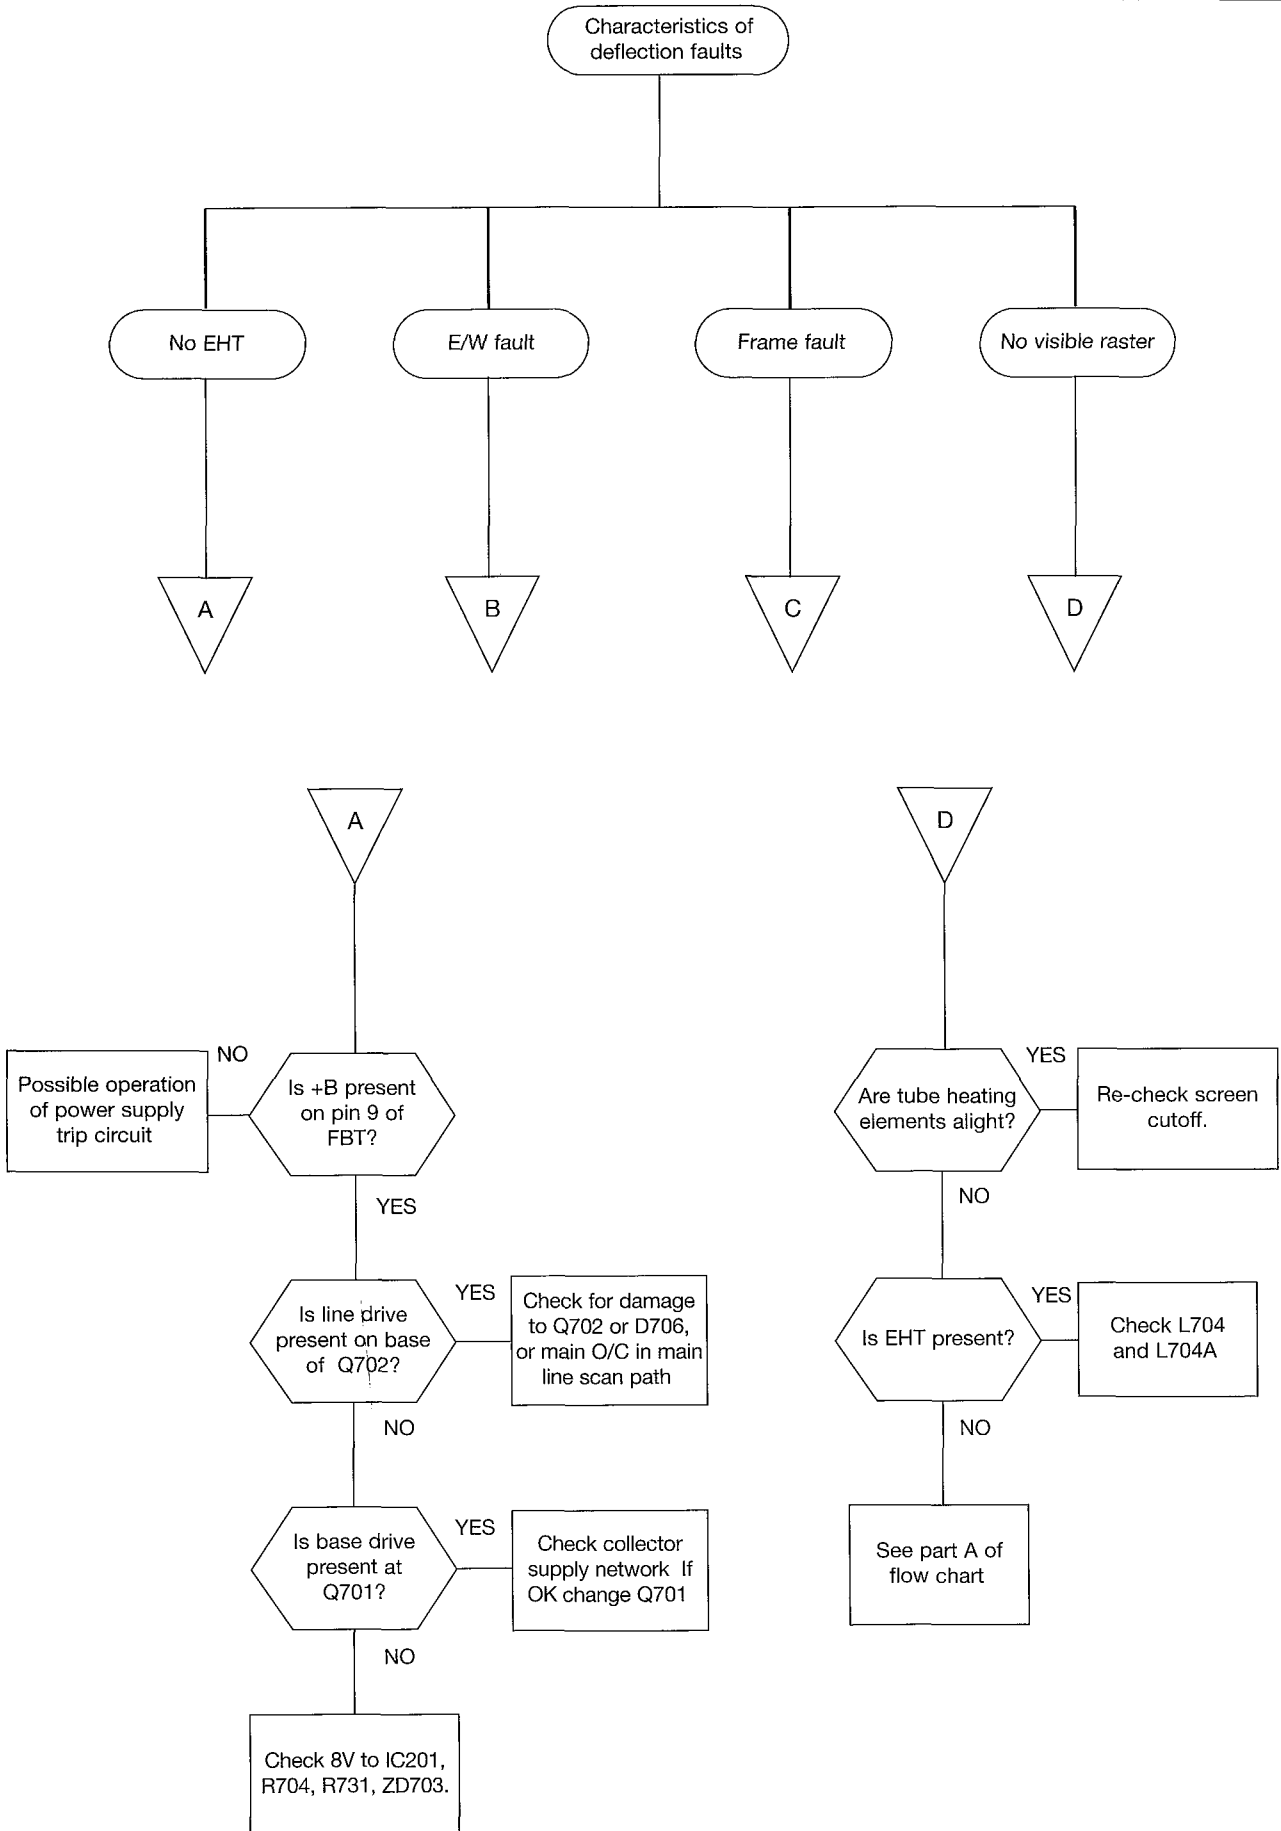 Characteristics of
deflection faults
No EHT
E/W fault
Frame fault
No visible raster
A
B
C
D
A
D
NO
Possible operation
of power supply
trip circuit
Is +B present
on pin 9 of
FBT?
YES
Is line drive
present on base
of Q702?
YES
Check for damage
to Q702 or D706,
or main O/C in main
line scan path
NO
Is base drive
present at
Q701?
YES
Check collector
supply network If
OK change Q701
NO
Check 8V to IC201,
R704, R731, ZD703.
Are tube heating
elements alight?
YES
Re-check screen
cutoff.
NO
Is EHT present?
YES
Check L704
and L704A
NO
See part A of
flow chart